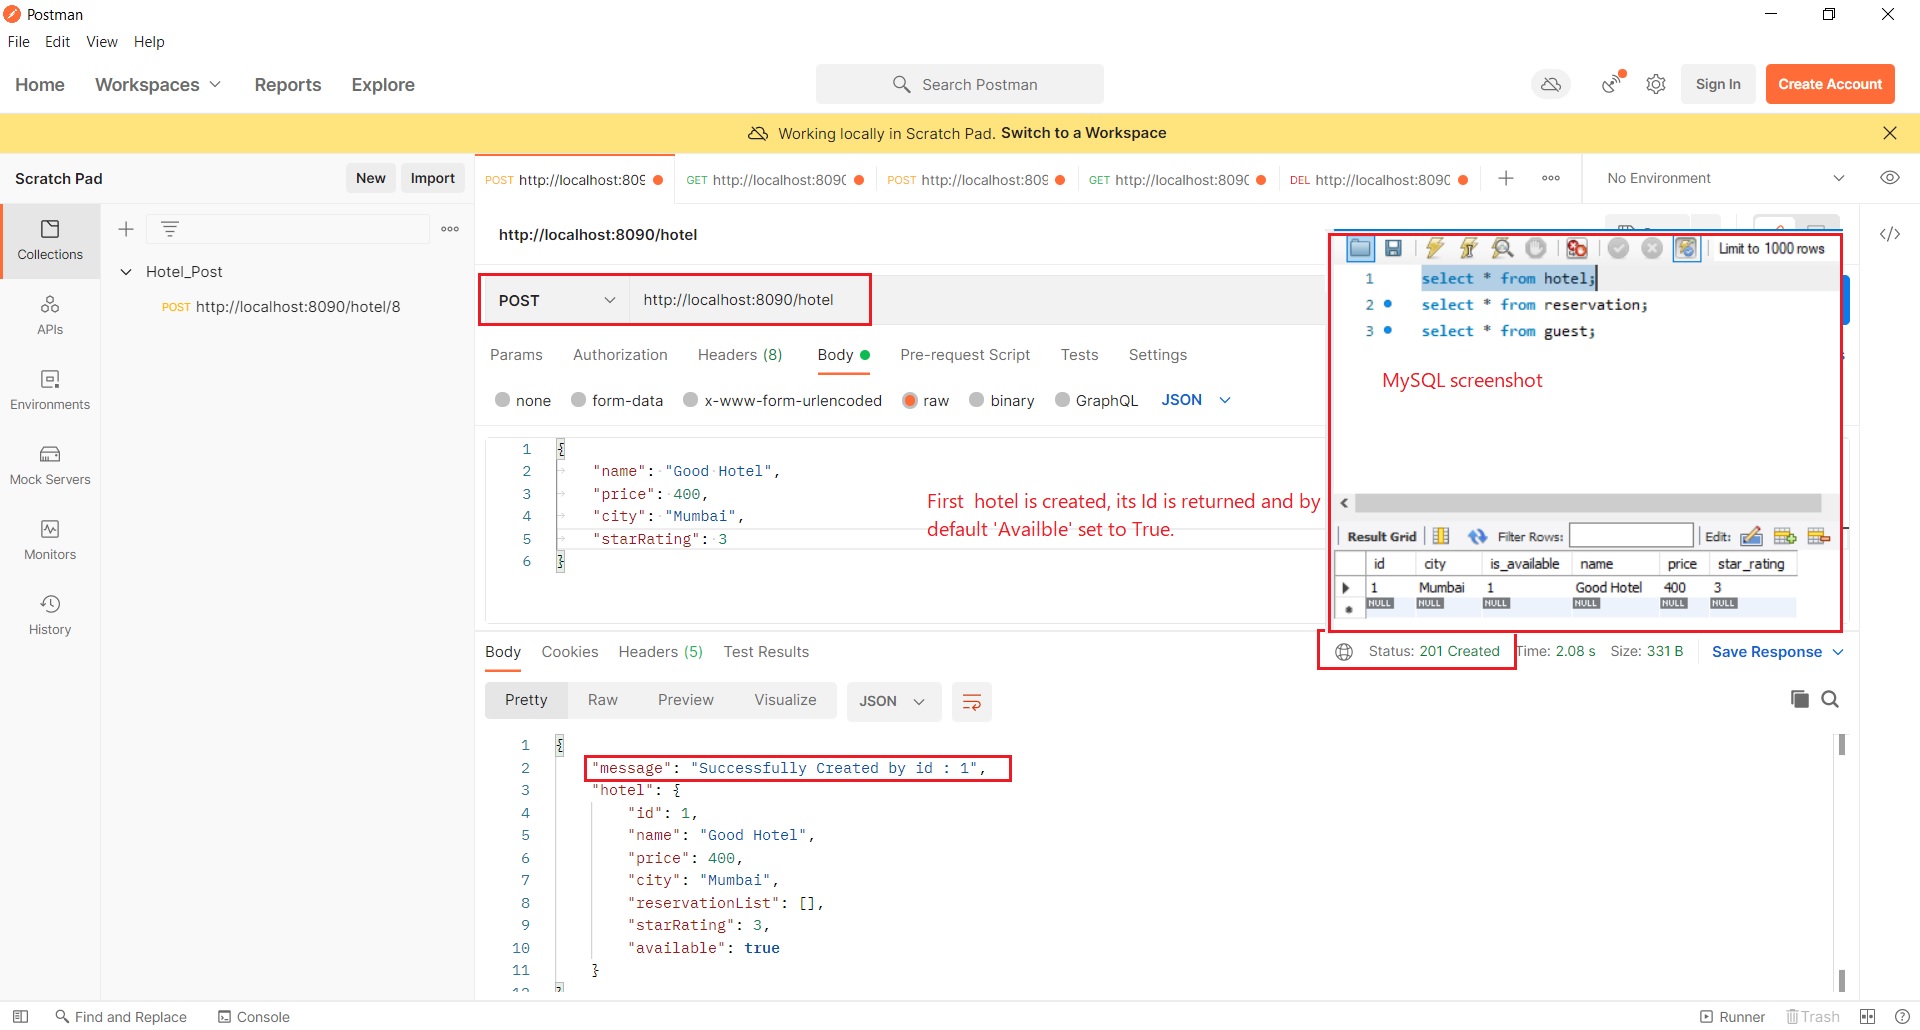 Postman
File Edit View Help
Home Workspaces Reports Explore Search Postman Sign In Create Account
Working locally in Scratch Pad. Switch to a Workspace
Scratch Pad New Import
POST http://localhost:809 GET http://localhost:8090 POST http://localhost:809 GET http://localhost:8090 DEL http://localhost:8090 No Environment
Collections
APIs
Environments
Mock Servers
Monitors
History
Hotel_Post
POST http://localhost:8090/hotel/8
http://localhost:8090/hotel
POST http://localhost:8090/hotel
Params Authorization Headers (8) Body Pre-request Script Tests Settings
none form-data x-www-form-urlencoded raw binary GraphQL JSON
1 {
2 "name": "Good Hotel",
3 "price": 400,
4 "city": "Mumbai",
5 "starRating": 3
6 }
First hotel is created, its Id is returned and by
default 'Availble' set to True.
Limit to 1000 rows
1 select * from hotel;
2 select * from reservation;
3 select * from guest;
MySQL screenshot
Result Grid Filter Rows: Edit:
id city is_available name price star_rating
1 Mumbai 1 Good Hotel 400 3
NULL NULL NULL NULL NULL NULL
Body Cookies Headers (5) Test Results Status: 201 Created Time: 2.08 s Size: 331 B Save Response
Pretty Raw Preview Visualize JSON
1 {
2 "message": "Successfully Created by id : 1",
3 "hotel": {
4 "id": 1,
5 "name": "Good Hotel",
6 "price": 400,
7 "city": "Mumbai",
8 "reservationList": [],
9 "starRating": 3,
10 "available": true
11 }
12 }
Find and Replace Console Runner Trash